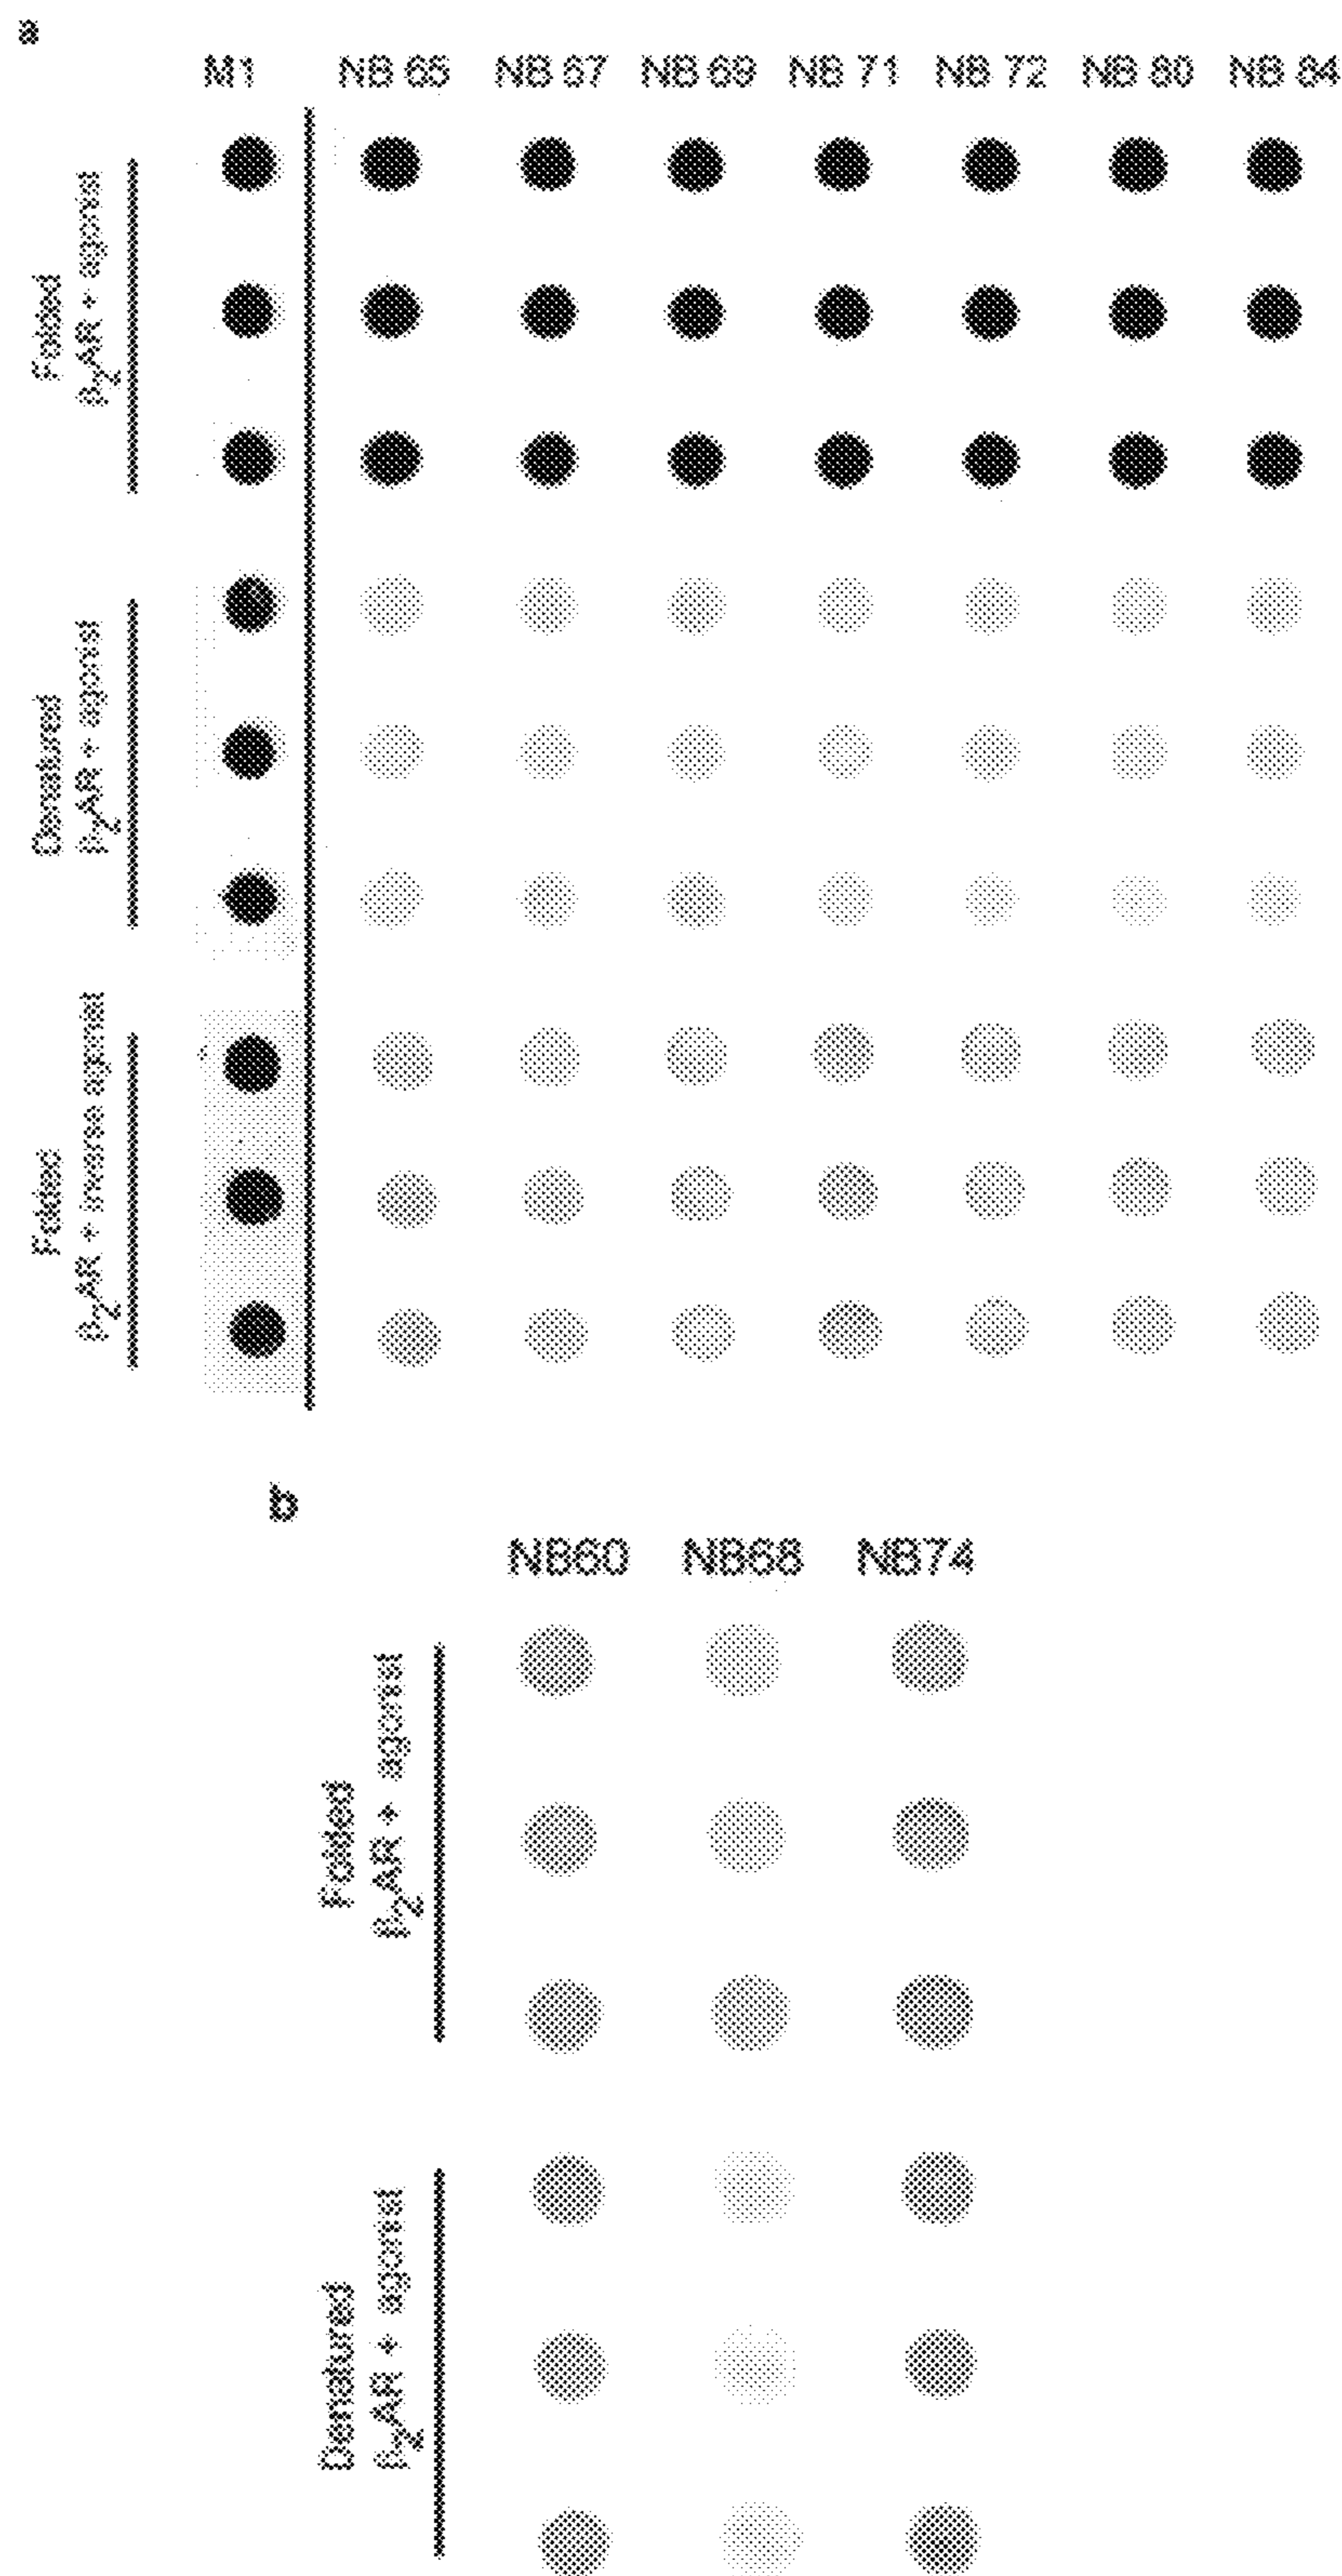 a
M1 NB 65 NB 67 NB 69 NB 71 NB 72 NB 80 NB 84
Folded
β₂AR + agonist
Denatured
β₂AR + agonist
Folded
β₂AR + inverse agonist
b
NB60 NB68 NB74
Folded
β₂AR + agonist
Denatured
β₂AR + agonist